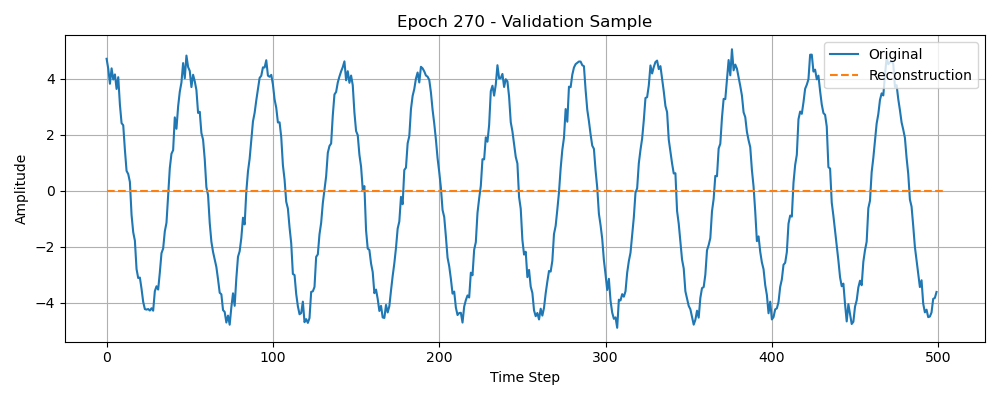 Epoch 270 - Validation Sample
Original
Reconstruction
Amplitude
4
2
0
−2
−4
0 100 200 300 400 500
Time Step